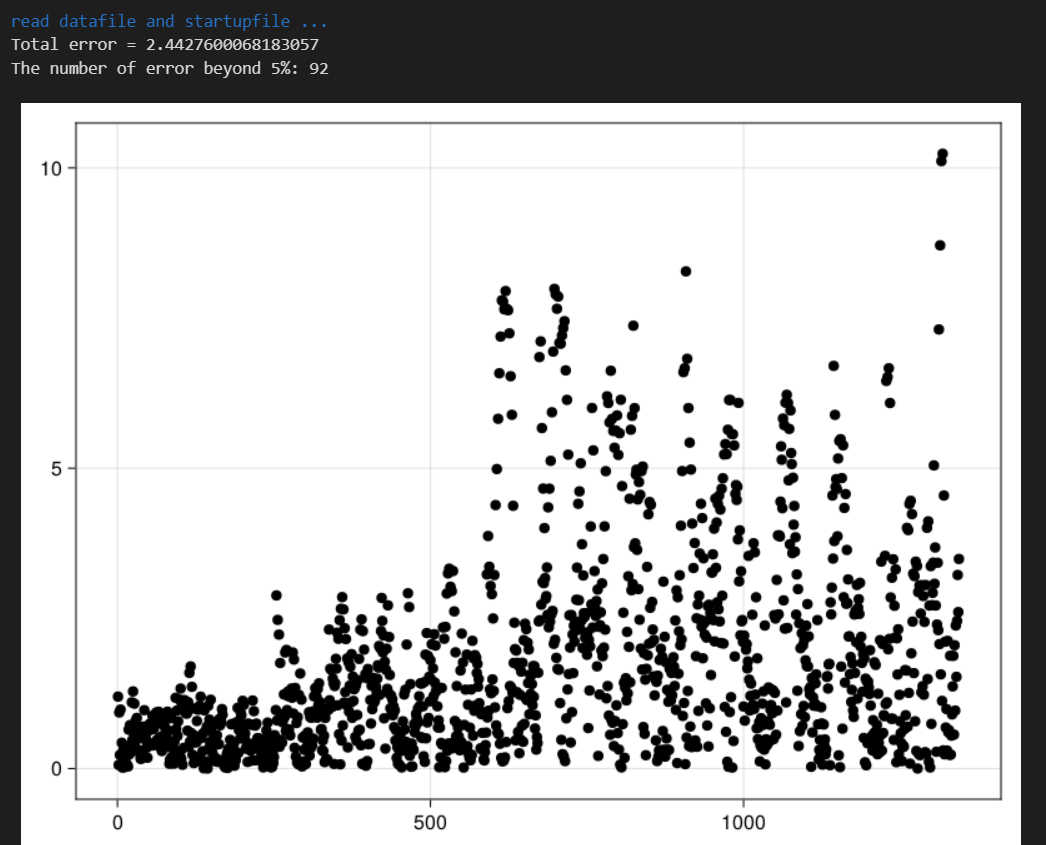 read datafile and startupfile ...
Total error = 2.4427600068183057
The number of error beyond 5%: 92
10
5
0
0 500 1000